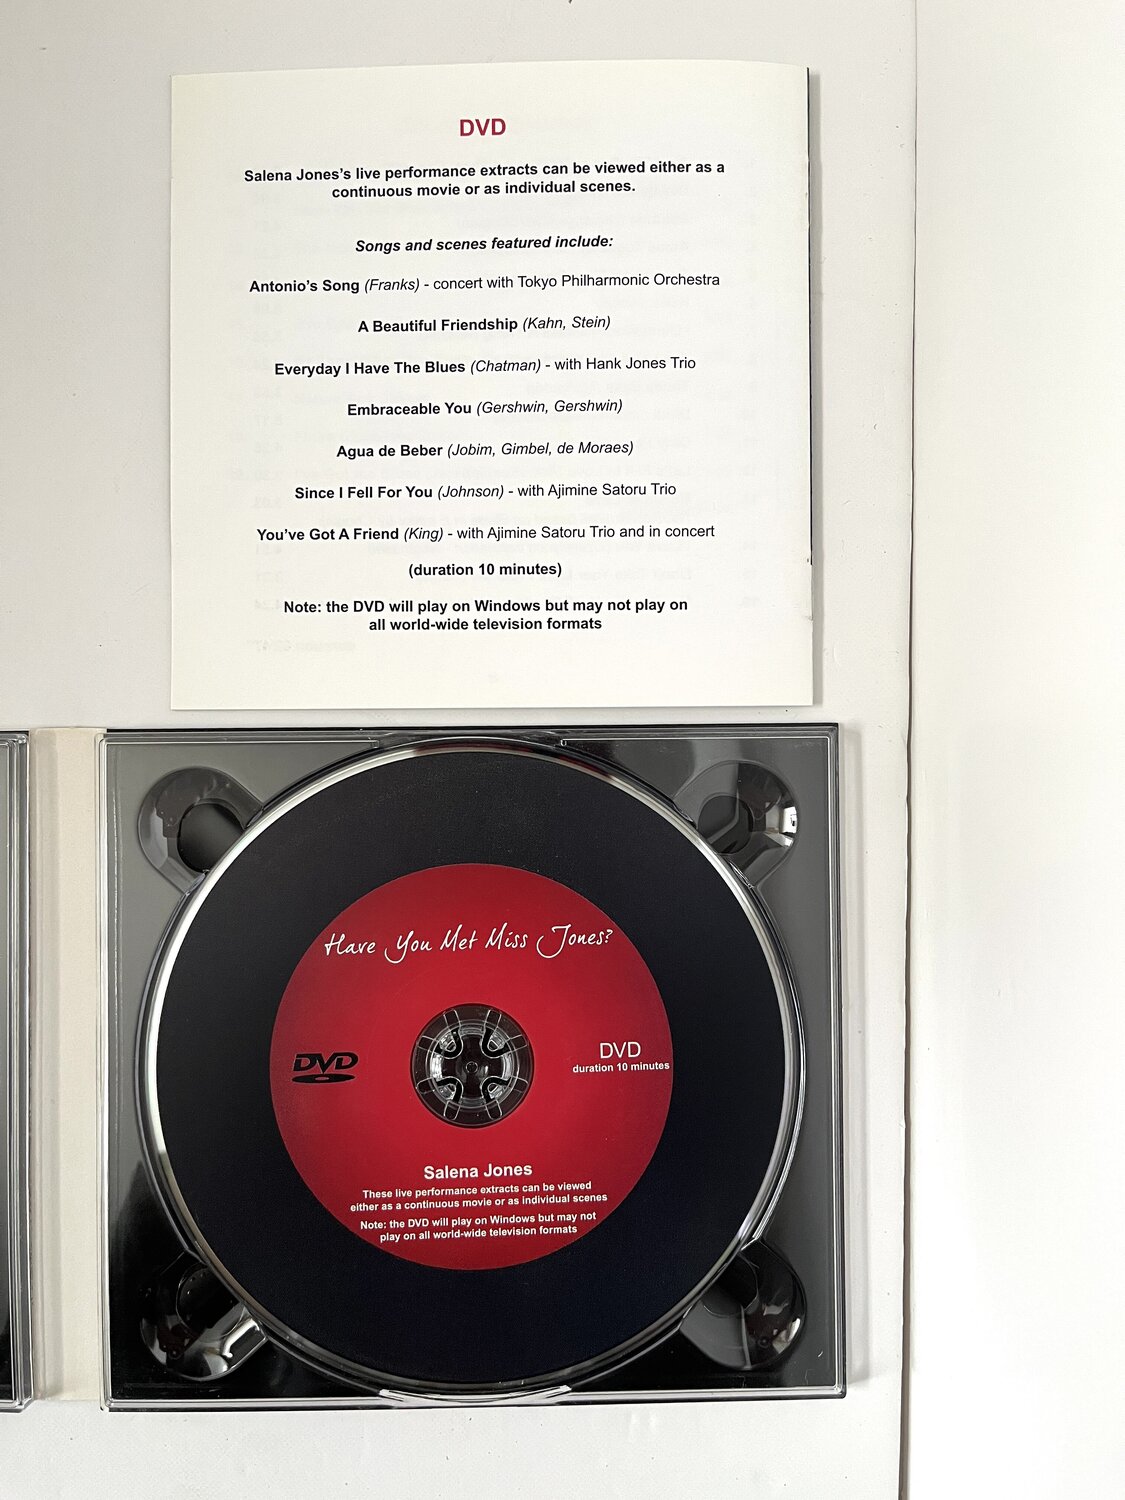 DVD
Salena Jones's live performance extracts can be viewed either as a
continuous movie or as individual scenes.
Songs and scenes featured include:
Antonio's Song (Franks) - concert with Tokyo Philharmonic Orchestra
A Beautiful Friendship (Kahn, Stein)
Everyday I Have The Blues (Chatman) - with Hank Jones Trio
Embraceable You (Gershwin, Gershwin)
Agua de Beber (Jobim, Gimbel, de Moraes)
Since I Fell For You (Johnson) - with Ajimine Satoru Trio
You've Got A Friend (King) - with Ajimine Satoru Trio and in concert
(duration 10 minutes)
Note: the DVD will play on Windows but may not play on
all world-wide television formats
Have You Met Miss Jones?
DVD
DVD
duration 10 minutes
Salena Jones
These live performance extracts can be viewed
either as a continuous movie or as individual scenes
Note: the DVD will play on Windows but may not
play on all world-wide television formats